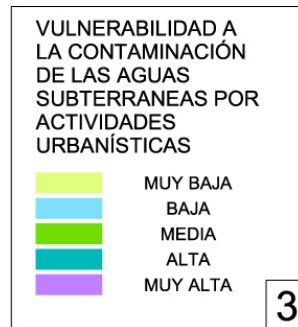 VULNERABILIDAD A
LA CONTAMINACIÓN
DE LAS AGUAS
SUBTERRANEAS POR
ACTIVIDADES
URBANÍSTICAS
MUY BAJA
BAJA
MEDIA
ALTA
MUY ALTA
3